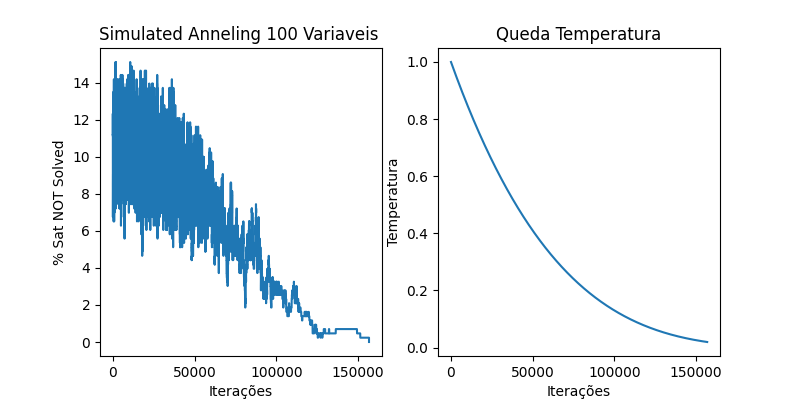 Simulated Anneling 100 Variaveis
% Sat NOT Solved
14
12
10
8
6
4
2
0
0 50000 100000 150000
Iterações
Queda Temperatura
Temperatura
1.0
0.8
0.6
0.4
0.2
0.0
0 50000 100000 150000
Iterações